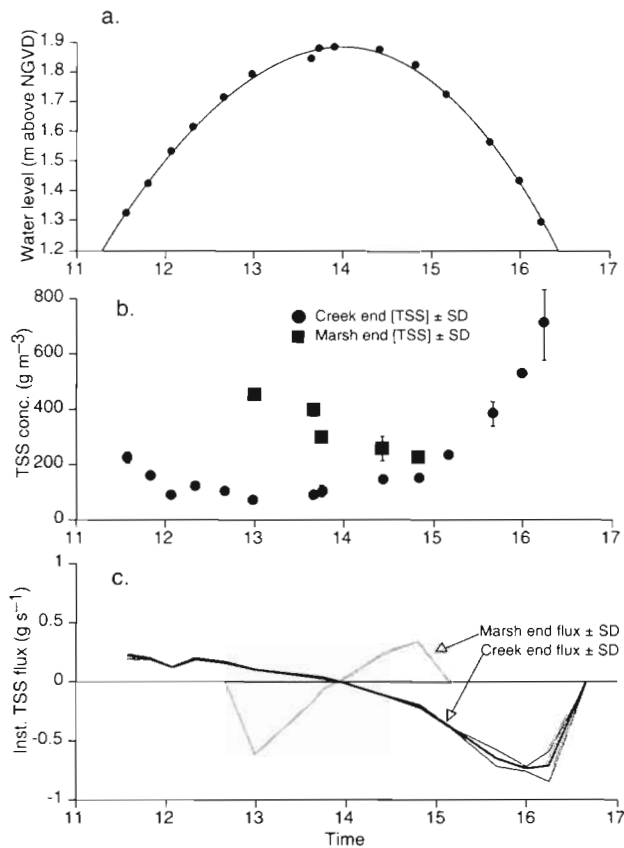 a.
Water level (m above NGVD)
1.9
1.8
1.7
1.6
1.5
1.4
1.3
1.2
11 12 13 14 15 16 17
b.
Creek end [TSS] ± SD
Marsh end [TSS] ± SD
TSS conc. (g m⁻³)
800
600
400
200
0
11 12 13 14 15 16 17
c.
Inst. TSS flux (g s⁻¹)
1
0.5
0
-0.5
-1
Marsh end flux ± SD
Creek end flux ± SD
11 12 13 14 15 16 17
Time